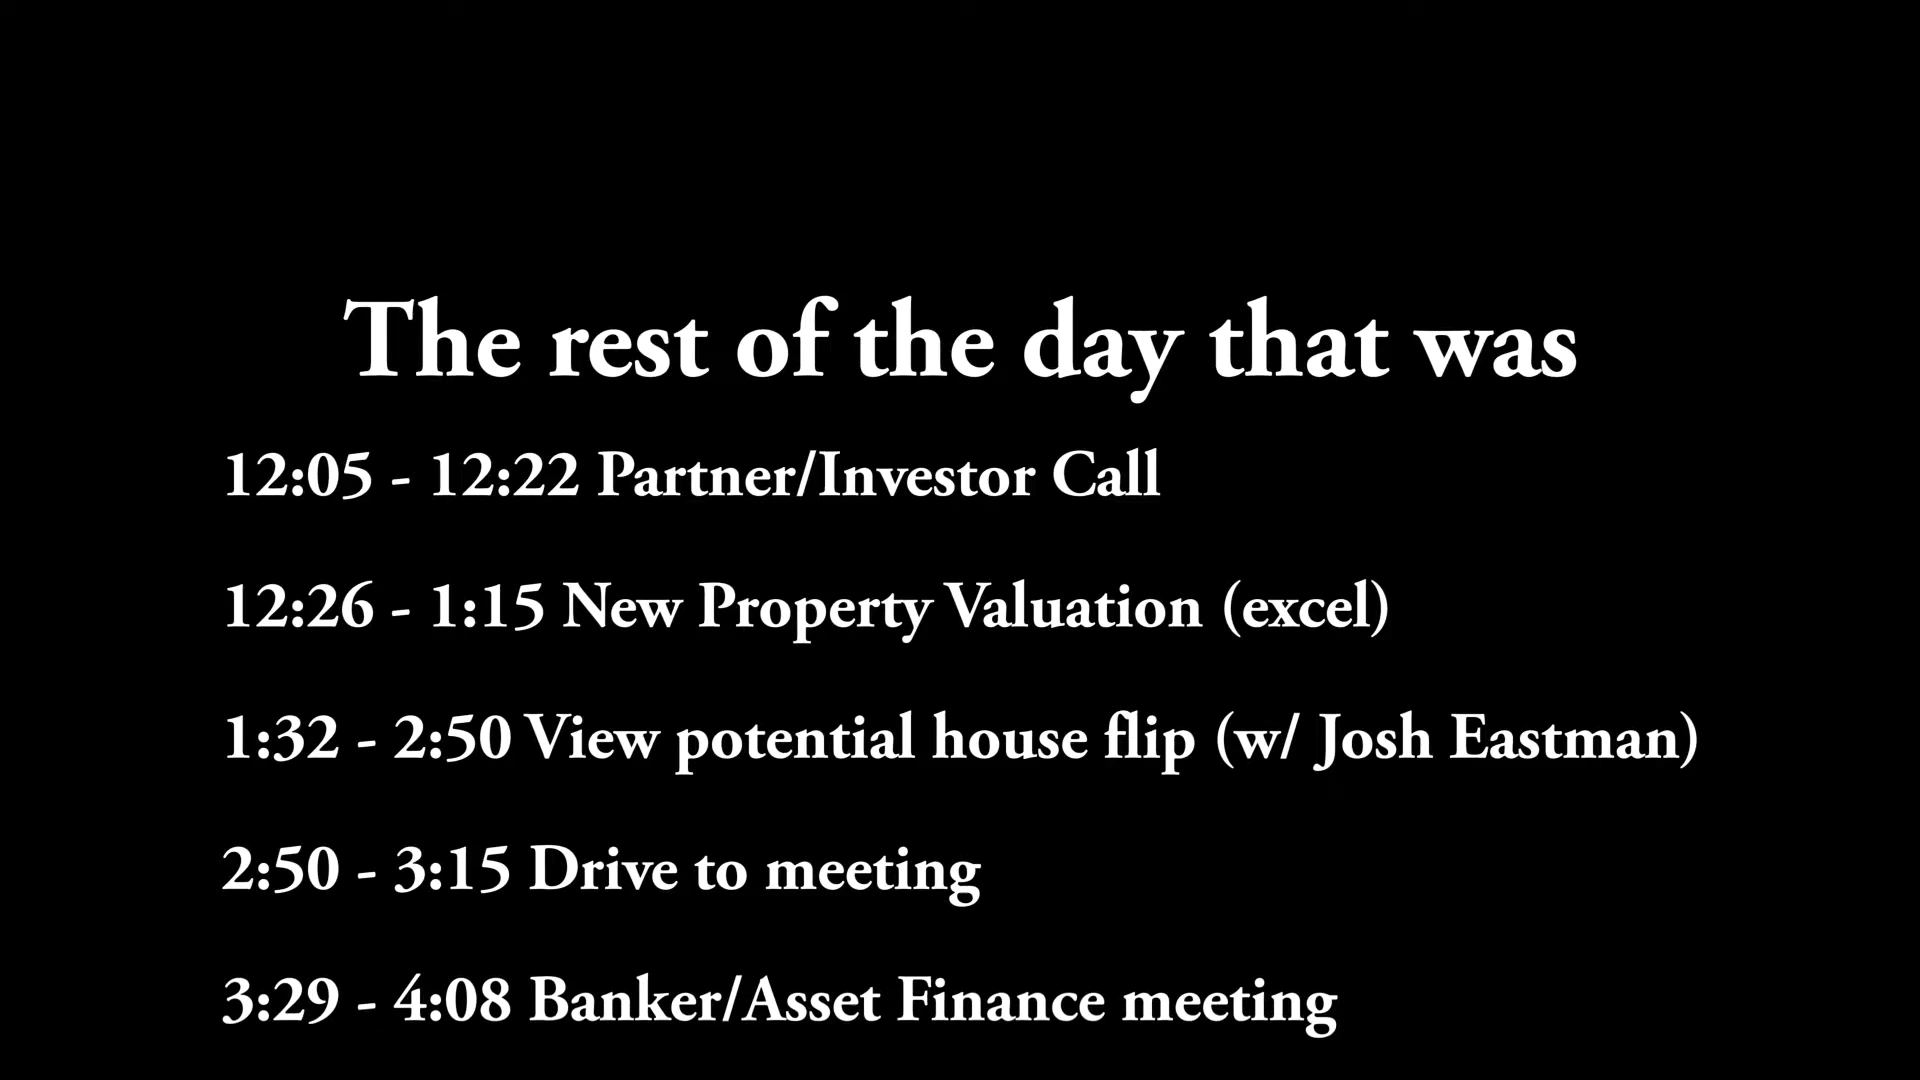 The rest of the day that was
12:05 - 12:22 Partner/Investor Call
12:26 - 1:15 New Property Valuation (excel)
1:32 - 2:50 View potential house flip (w/ Josh Eastman)
2:50 - 3:15 Drive to meeting
3:29 - 4:08 Banker/Asset Finance meeting